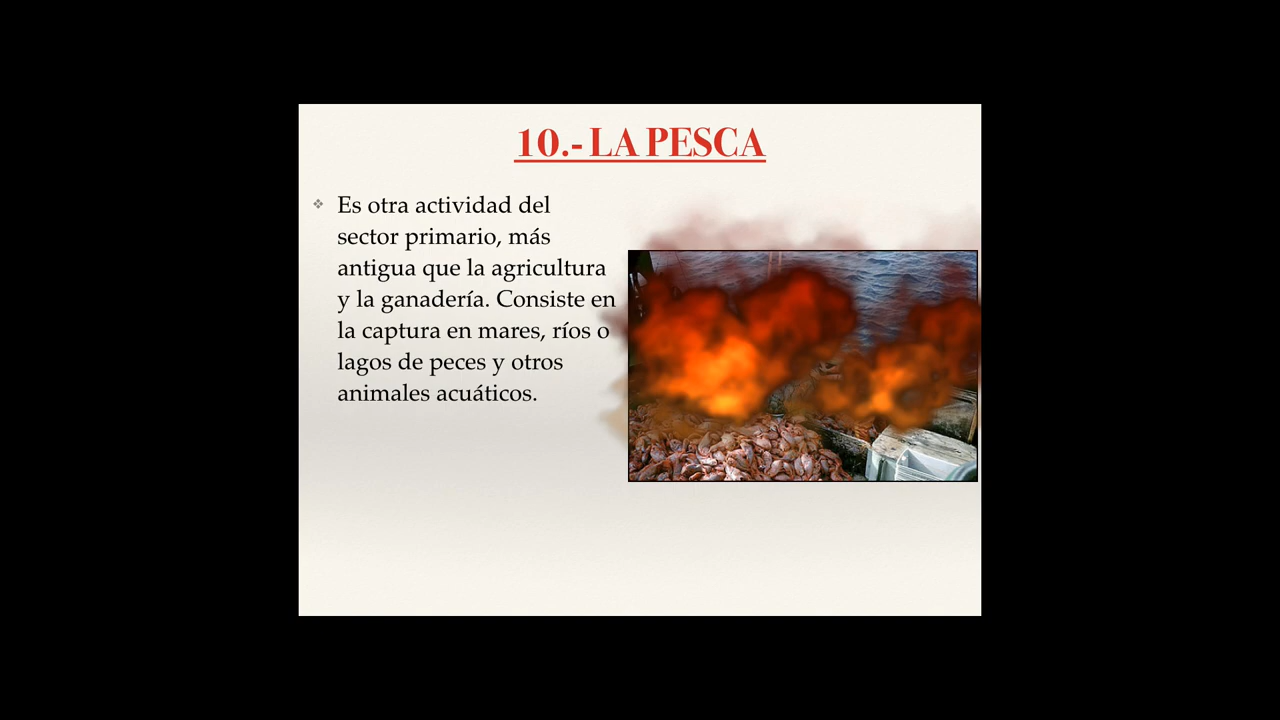 10.- LA PESCA
Es otra actividad del
sector primario, más
antigua que la agricultura
y la ganadería. Consiste en
la captura en mares, ríos o
lagos de peces y otros
animales acuáticos.